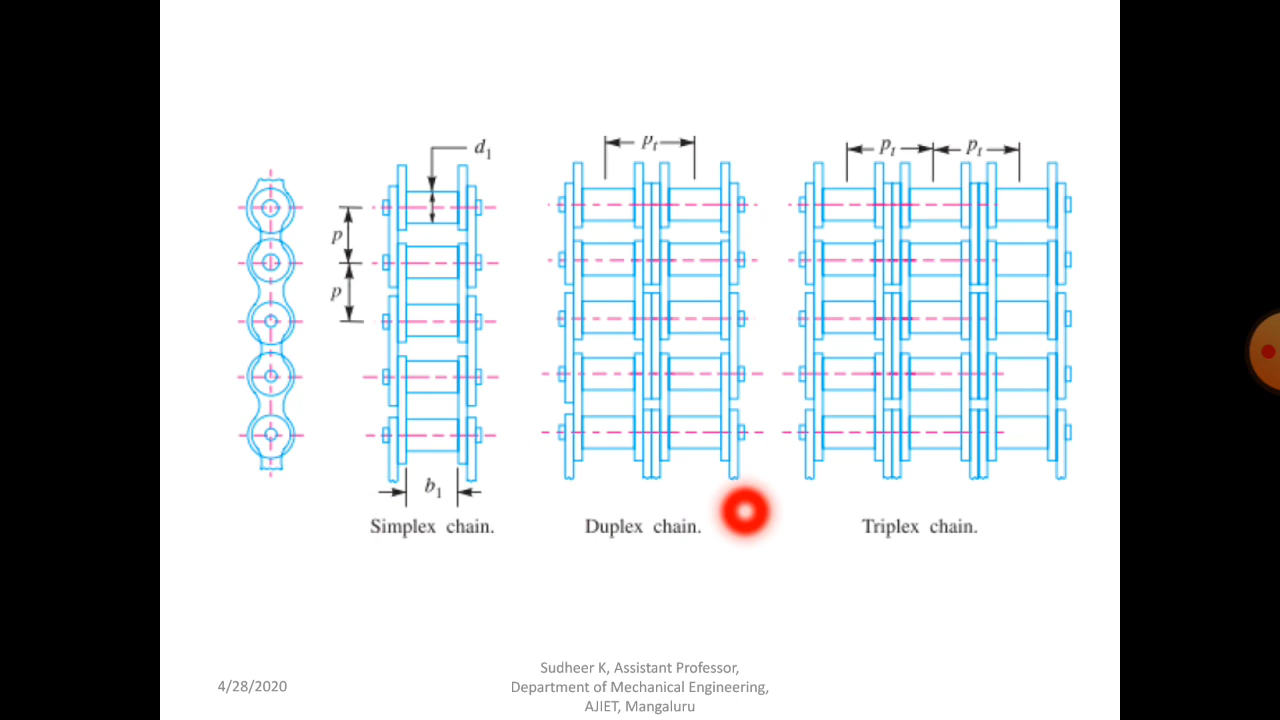 d₁
pₜ
pₜ pₜ
p
p
b₁
Simplex chain. Duplex chain. Triplex chain.
4/28/2020
Sudheer K, Assistant Professor,
Department of Mechanical Engineering,
AJIET, Mangaluru